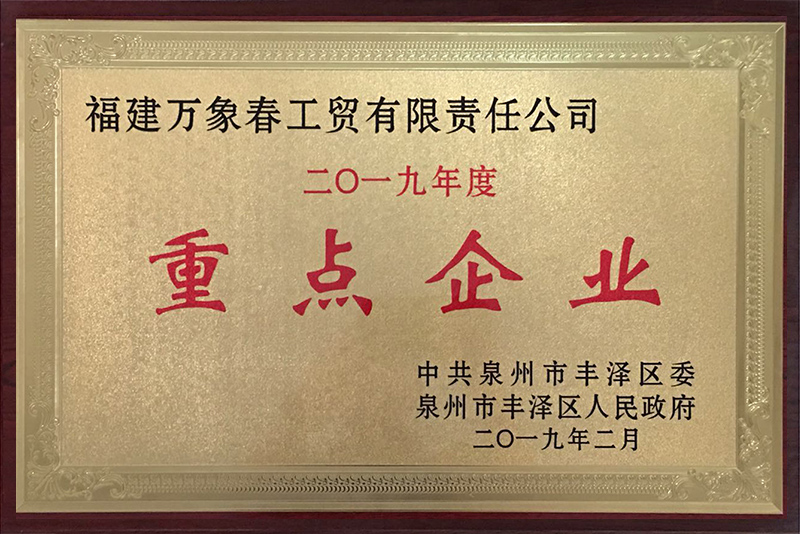 福建万象春工贸有限责任公司
二〇一九年度
重点企业
中共泉州市丰泽区委
泉州市丰泽区人民政府
二〇一九年二月